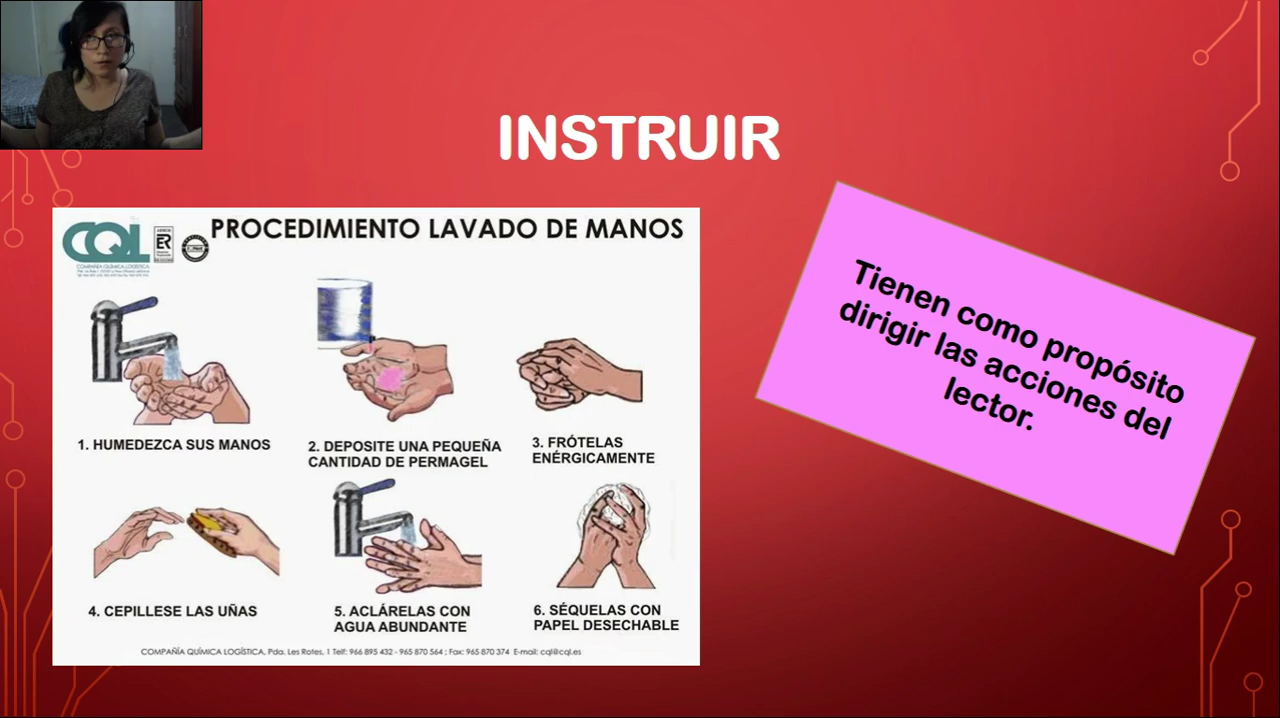 INSTRUIR
CQL
COMPAÑÍA QUÍMICA LOGÍSTICA
ER
PROCEDIMIENTO LAVADO DE MANOS
1. HUMEDEZCA SUS MANOS
2. DEPOSITE UNA PEQUEÑA
CANTIDAD DE PERMAGEL
3. FRÓTELAS
ENÉRGICAMENTE
4. CEPILLESE LAS UÑAS
5. ACLÁRELAS CON
AGUA ABUNDANTE
6. SÉQUELAS CON
PAPEL DESECHABLE
COMPAÑÍA QUÍMICA LOGÍSTICA, Pda. Les Rotes, 1 Telf: 966 895 432 - 965 870 564 ; Fax: 965 870 374 E-mail: cql@cql.es
Tienen como propósito
dirigir las acciones del
lector.